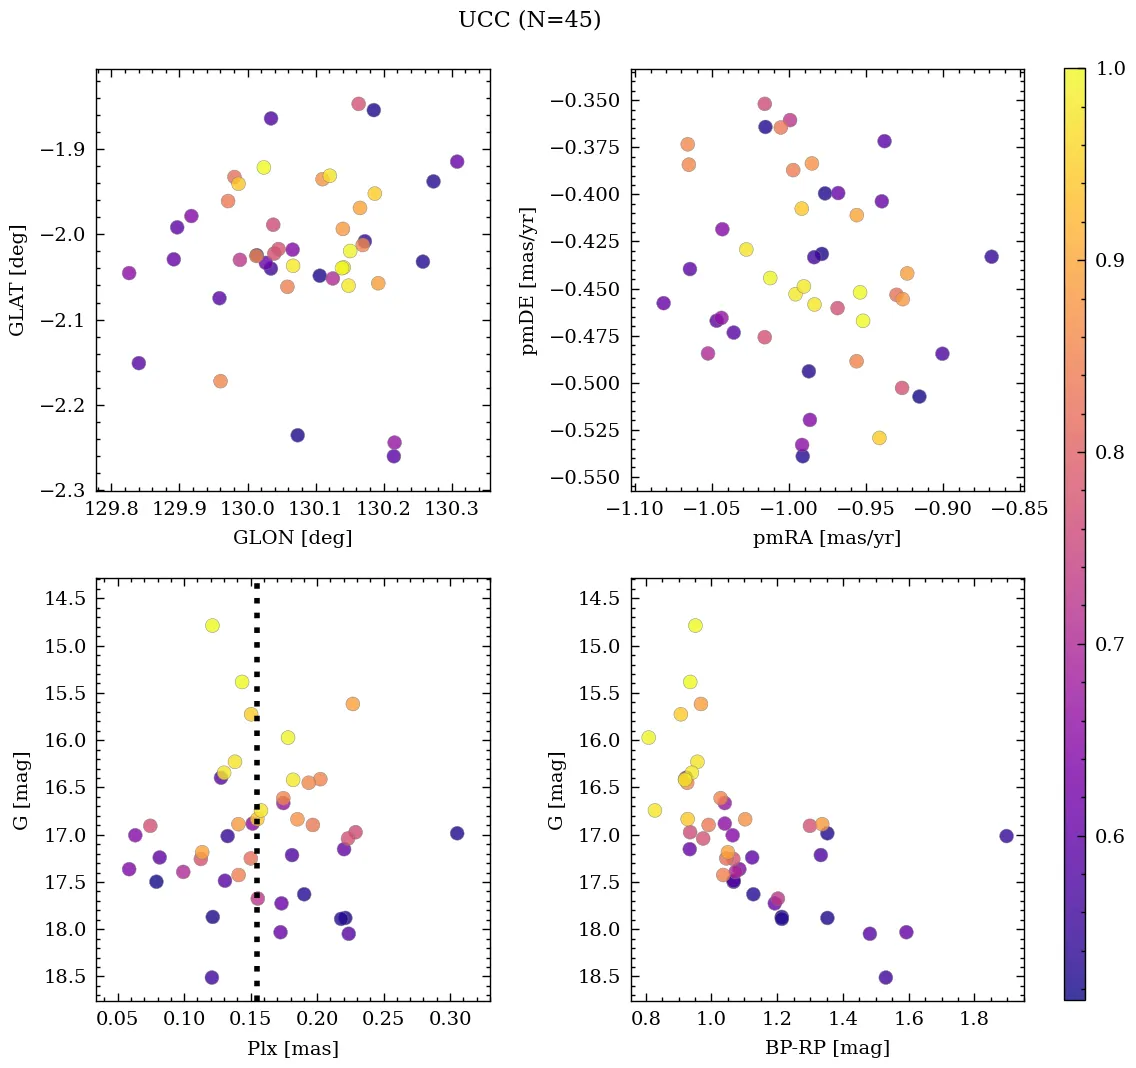 UCC (N=45)
−1.9
−2.0
−2.1
−2.2
−2.3
GLAT [deg]
129.8 129.9 130.0 130.1 130.2 130.3
GLON [deg]
−0.350
−0.375
−0.400
−0.425
−0.450
−0.475
−0.500
−0.525
−0.550
pmDE [mas/yr]
−1.10 −1.05 −1.00 −0.95 −0.90 −0.85
pmRA [mas/yr]
14.5
15.0
15.5
16.0
16.5
17.0
17.5
18.0
18.5
G [mag]
0.05 0.10 0.15 0.20 0.25 0.30
Plx [mas]
14.5
15.0
15.5
16.0
16.5
17.0
17.5
18.0
18.5
G [mag]
0.8 1.0 1.2 1.4 1.6 1.8
BP-RP [mag]
1.0
0.9
0.8
0.7
0.6